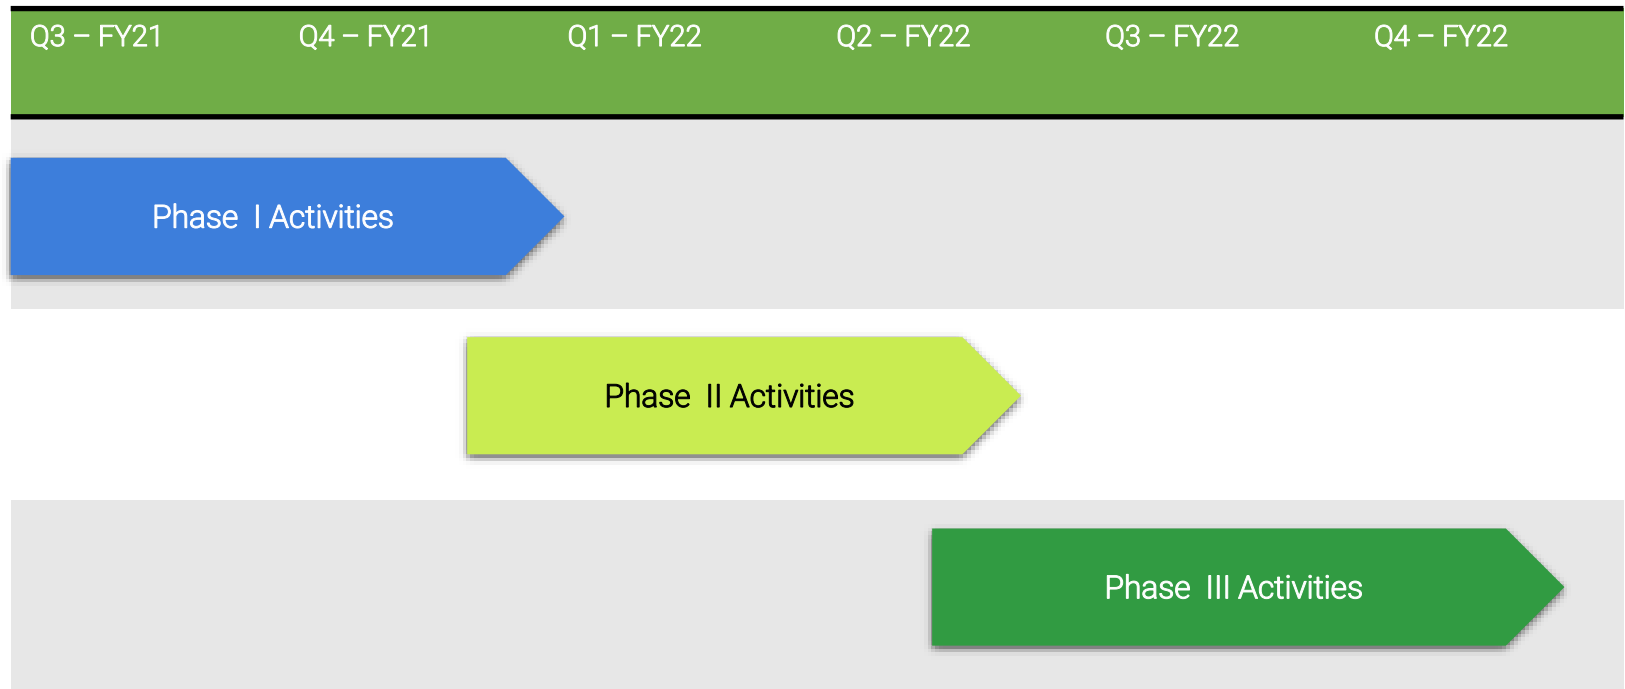 Q3 – FY21 Q4 – FY21 Q1 – FY22 Q2 – FY22 Q3 – FY22 Q4 – FY22
Phase I Activities
Phase II Activities
Phase III Activities